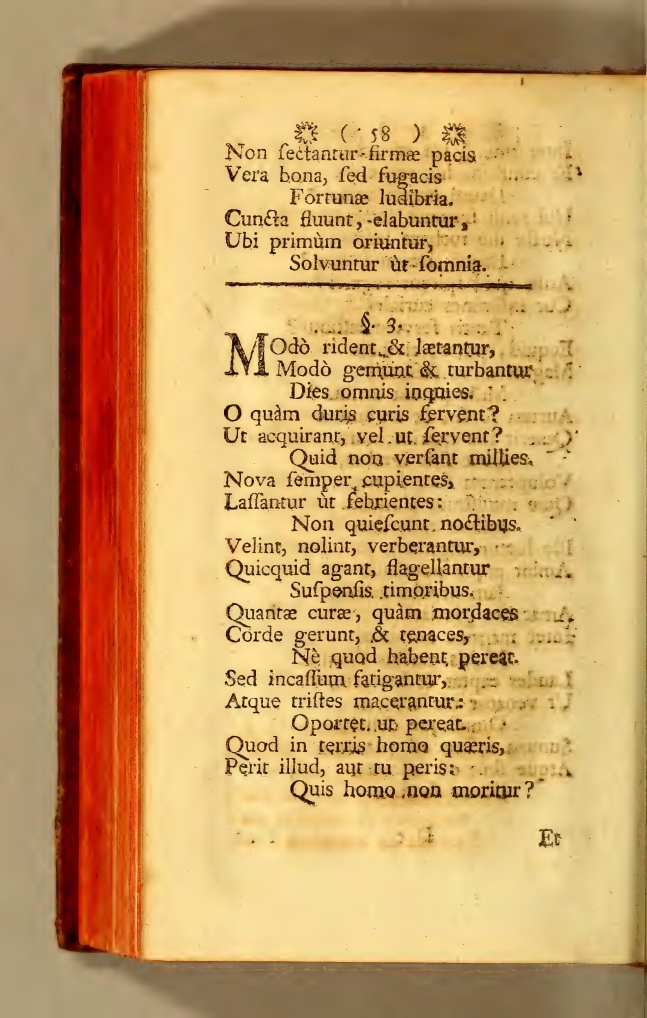 ( 58 )
Non ſectantur firmæ pacis
Vera bona, ſed fugacis
Fortunæ ludibria.
Cuncta fluunt, elabuntur,
Ubi primùm oriuntur,
Solvuntur ùt ſomnia.
§. 3.
MOdò rident & lætantur,
Modò gemunt & turbantur
Dies omnis inquies.
O quàm duris curis fervent?
Ut acquirant, vel ut ſervent?
Quid non verſant millies.
Nova ſemper cupientes,
Laſſantur ùt febrientes:
Non quieſcunt noctibus.
Velint, nolint, verberantur,
Quicquid agant, flagellantur
Suſpenſis timoribus.
Quantæ curæ, quàm mordaces
Corde gerunt, & tenaces,
Nè quod habent pereat.
Sed incaſſum fatigantur,
Atque triſtes macerantur:
Oportet ut pereat.
Quod in terris homo quæris,
Perit illud, aut tu peris:
Quis homo non moritur?
Et